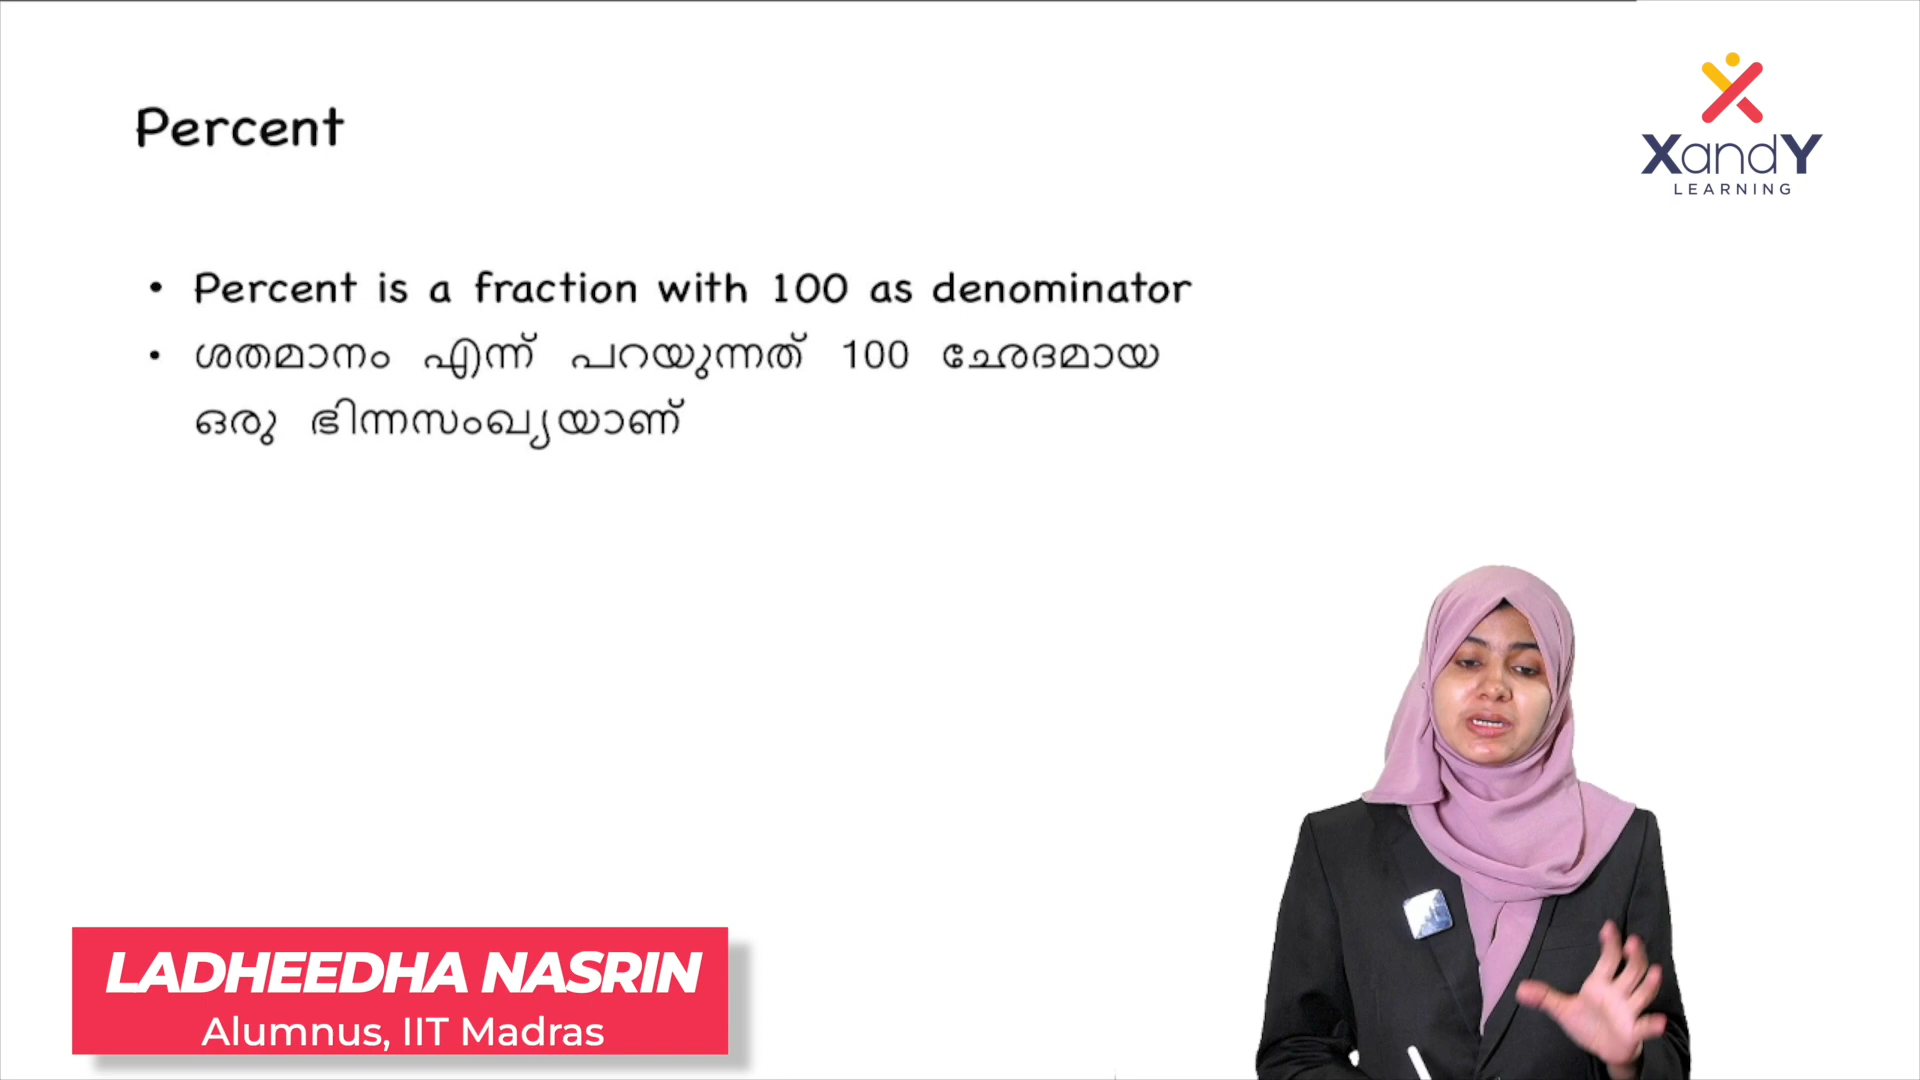 Percent
XandY
LEARNING
• Percent is a fraction with 100 as denominator
• ശതമാനം എന്ന് പറയുന്നത് 100 ഛേദമായ
ഒരു ഭിന്നസംഖ്യയാണ്
LADHEEDHA NASRIN
Alumnus, IIT Madras